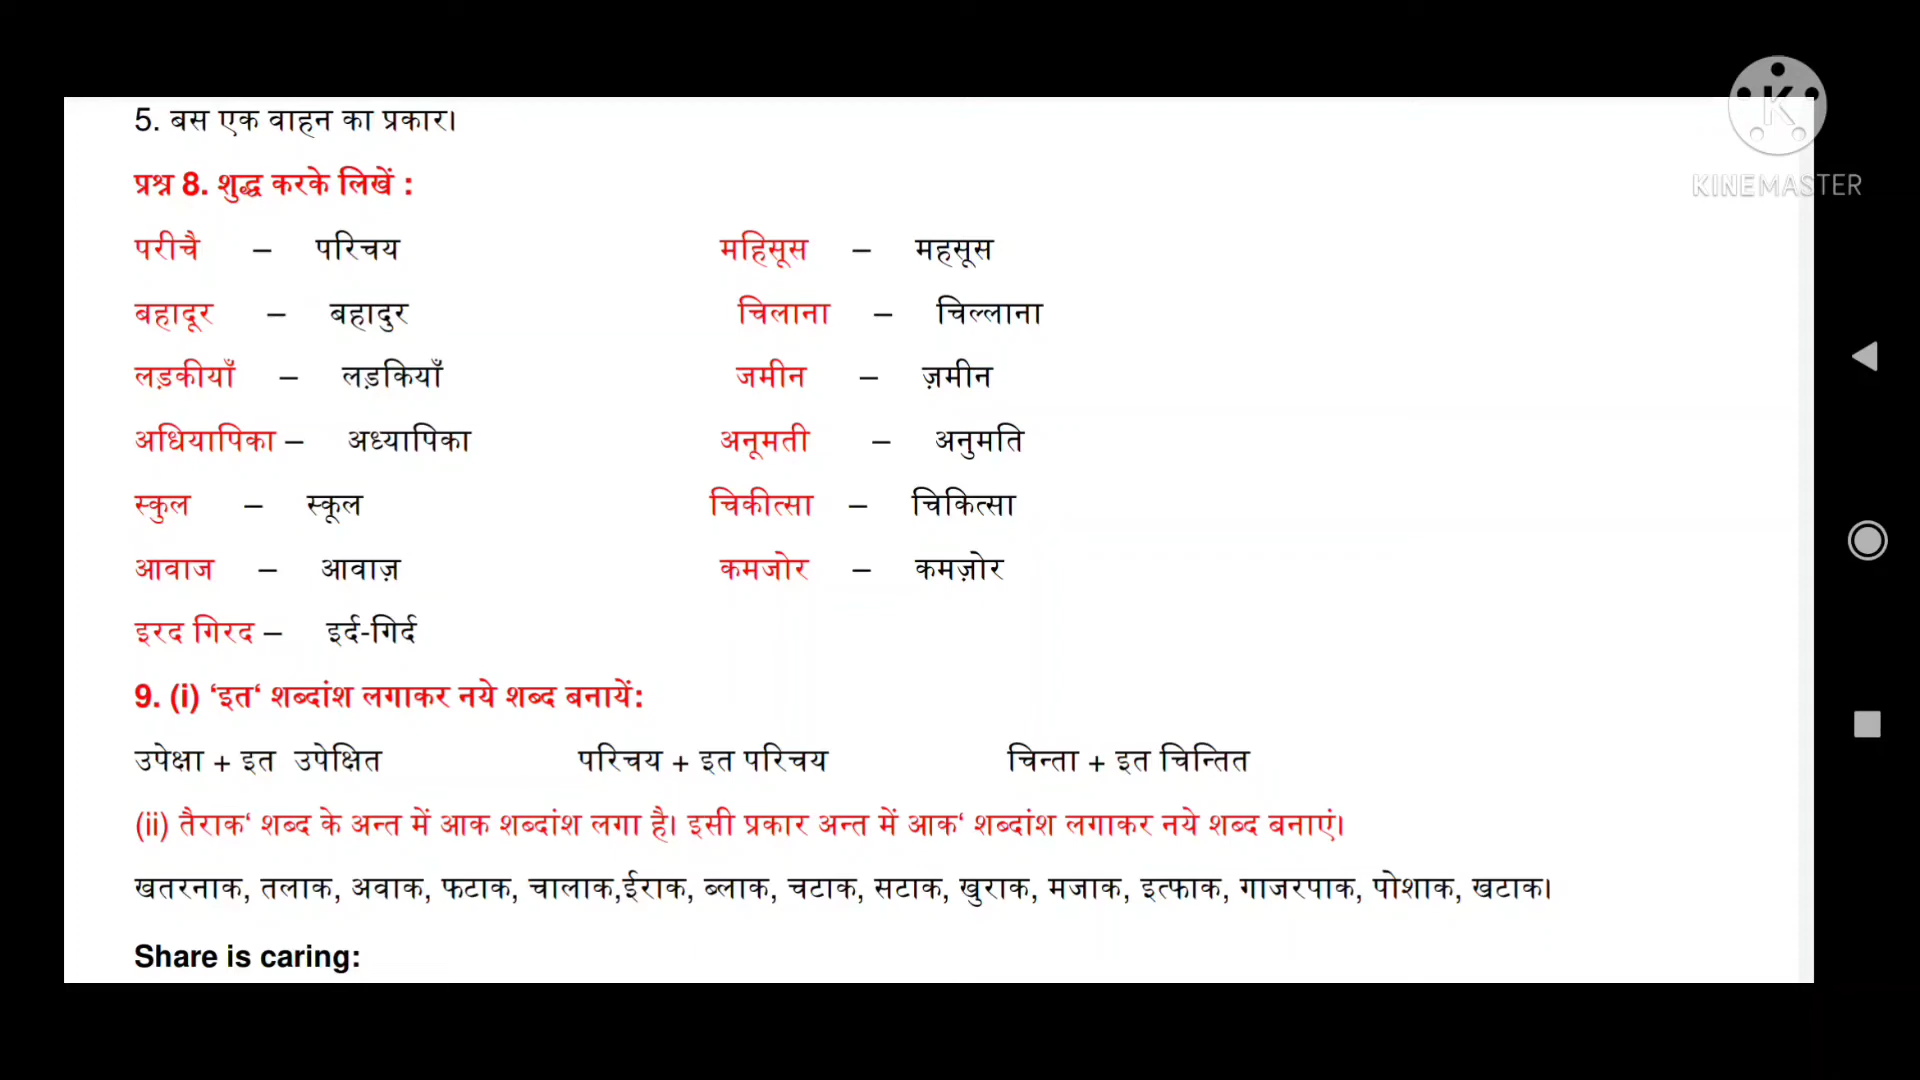 5. बस एक वाहन का प्रकार।
KINEMASTER
प्रश्न 8. शुद्ध करके लिखें :
परीचै – परिचय महिसूस – महसूस
बहादूर – बहादुर चिलाना – चिल्लाना
लड़कीयाँ – लड़कियाँ जमीन – ज़मीन
अधियापिका – अध्यापिका अनूमती – अनुमति
स्कुल – स्कूल चिकीत्सा – चिकित्सा
आवाज – आवाज़ कमजोर – कमज़ोर
इरद गिरद – इर्द-गिर्द
9. (i) ‘इत‘ शब्दांश लगाकर नये शब्द बनायें:
उपेक्षा + इत उपेक्षित परिचय + इत परिचय चिन्ता + इत चिन्तित
(ii) तैराक‘ शब्द के अन्त में आक शब्दांश लगा है। इसी प्रकार अन्त में आक‘ शब्दांश लगाकर नये शब्द बनाएं।
खतरनाक, तलाक, अवाक, फटाक, चालाक,ईराक, ब्लाक, चटाक, सटाक, खुराक, मजाक, इत्फाक, गाजरपाक, पोशाक, खटाक।
Share is caring: